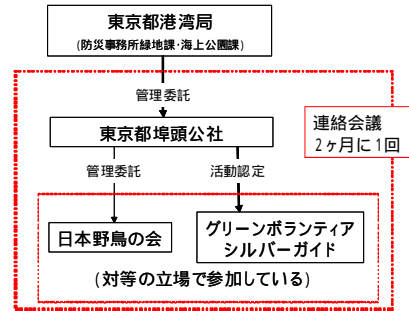 東京都港湾局
(防災事務所緑地課・海上公園課)
管理委託
東京都埠頭公社
連絡会議
2ヶ月に1回
管理委託
活動認定
日本野鳥の会
グリーンボランティア
シルバーガイド
(対等の立場で参加している)